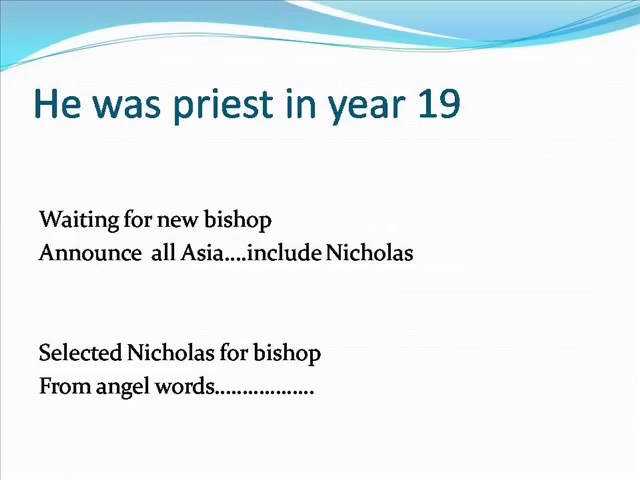 He was priest in year 19
Waiting for new bishop
Announce  all Asia....include Nicholas
Selected Nicholas for bishop
From angel words..................